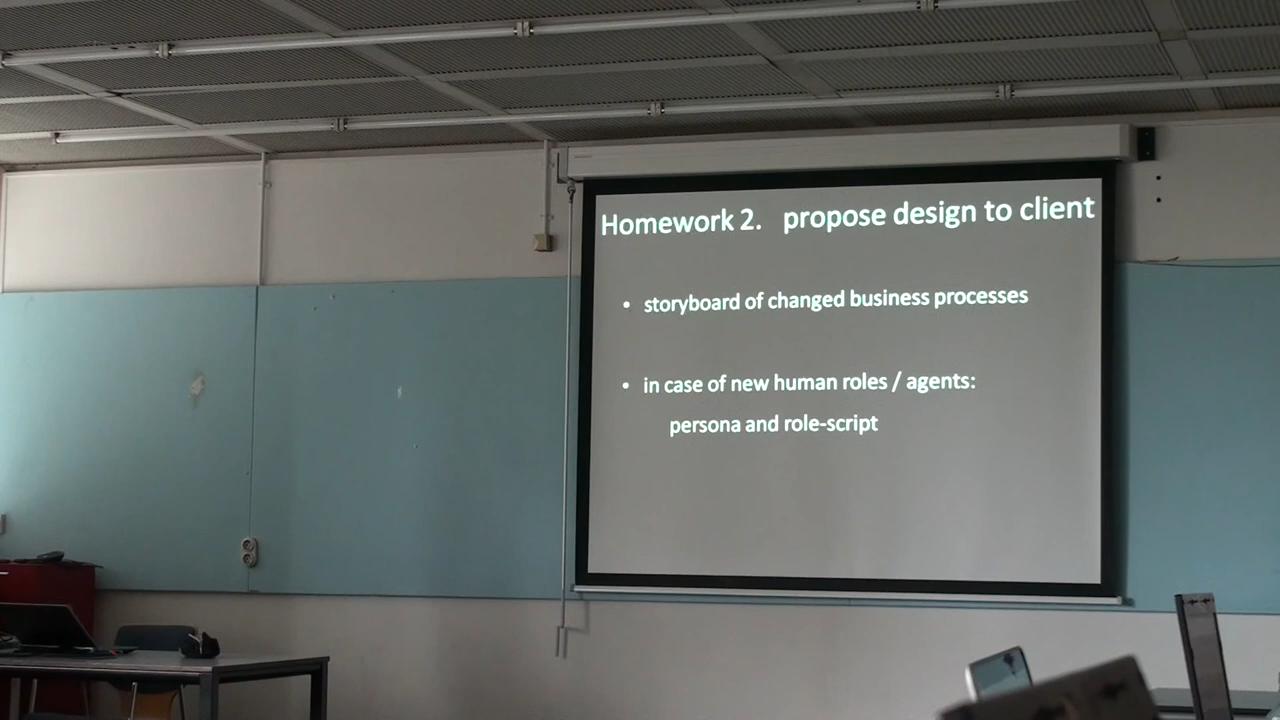 Homework 2. propose design to client
• storyboard of changed business processes
• in case of new human roles / agents:
persona and role-script